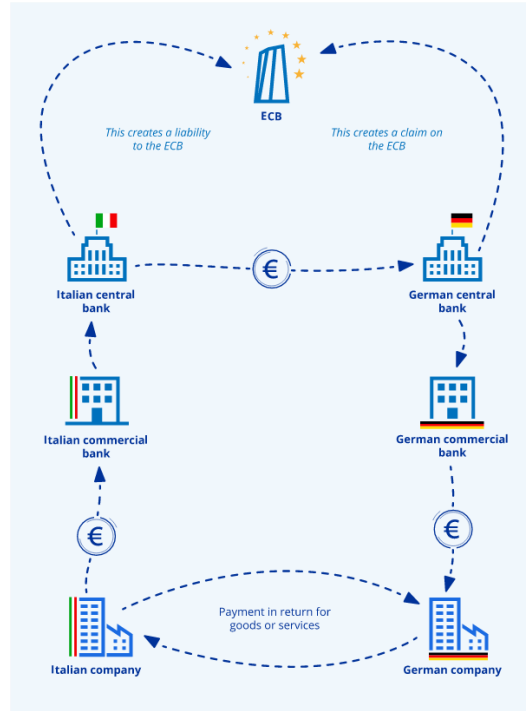 ECB
This creates a liability
to the ECB
This creates a claim on
the ECB
€
Italian central
bank
German central
bank
Italian commercial
bank
German commercial
bank
€
€
Payment in return for
goods or services
Italian company
German company